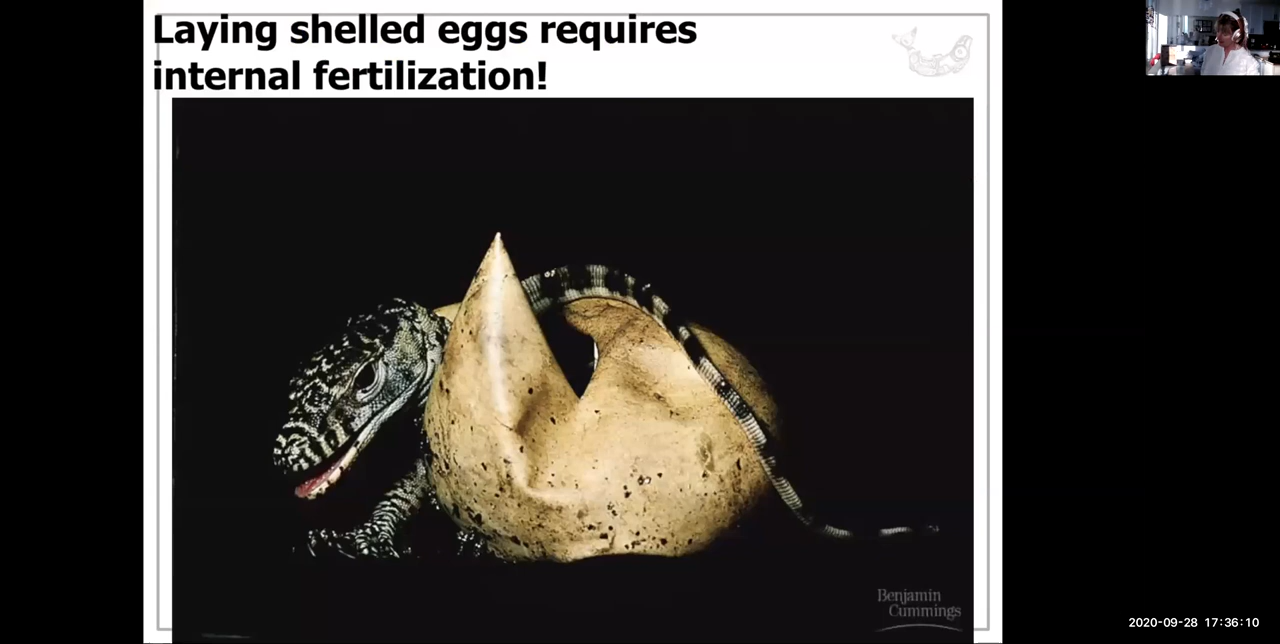 Laying shelled eggs requires
internal fertilization!
Benjamin
Cummings
2020-09-28 17:36:10